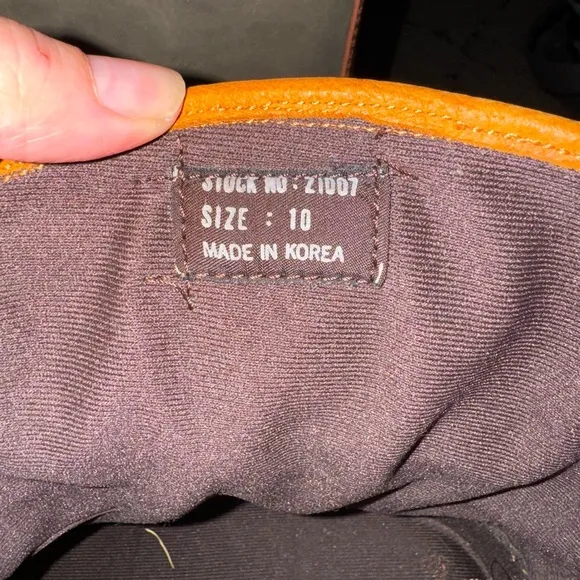 STOCK NO : 21007
SIZE : 10
MADE IN KOREA